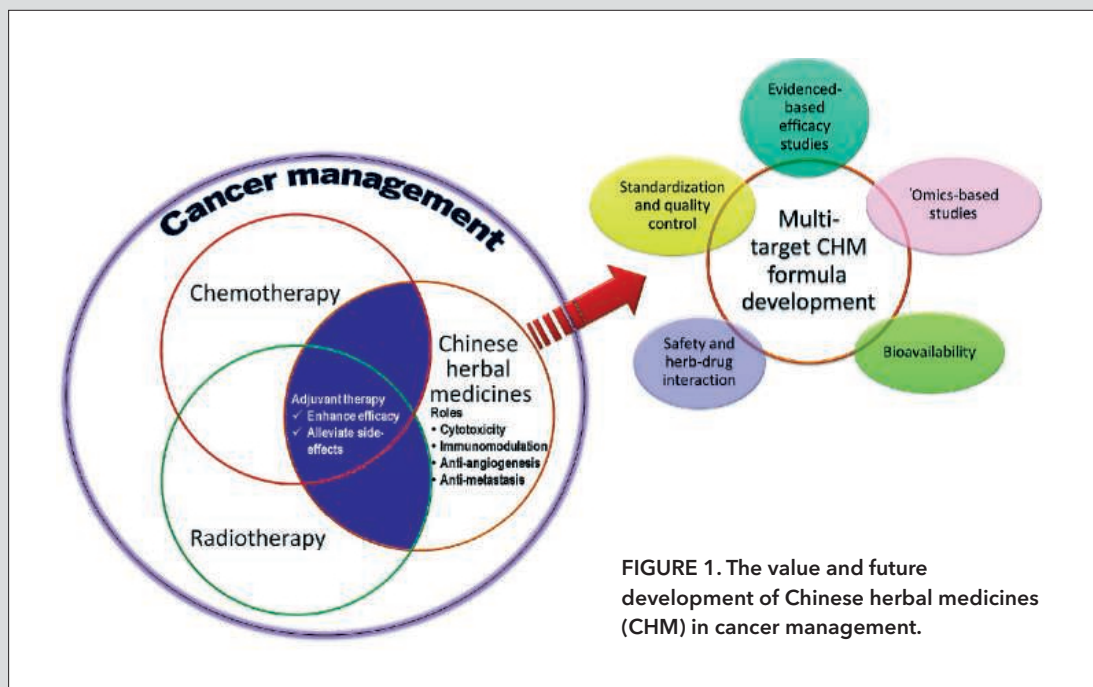 Cancer management
Chemotherapy
Chinese
herbal
medicines
Roles
• Cytotoxicity
• Immunomodulation
• Anti-angiogenesis
• Anti-metastasis
Adjuvant therapy
✓ Enhance efficacy
✓ Alleviate side-
effects
Radiotherapy
Evidenced-
based
efficacy
studies
Standardization
and quality
control
'Omics-based
studies
Multi-
target CHM
formula
development
Safety and
herb-drug
interaction
Bioavailability
FIGURE 1. The value and future
development of Chinese herbal medicines
(CHM) in cancer management.